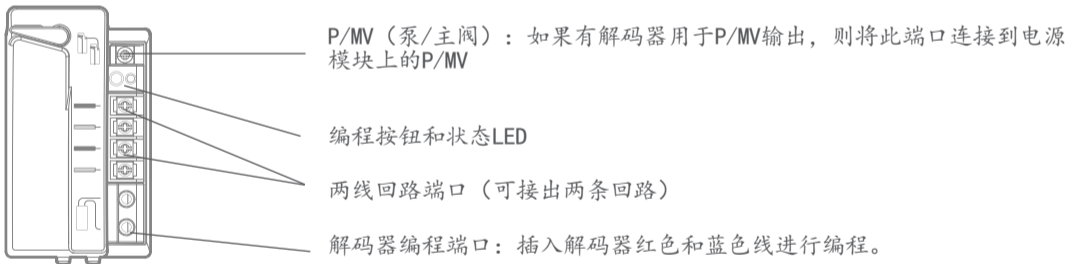 P/MV（泵/主阀）：如果有解码器用于P/MV输出，则将此端口连接到电源
模块上的P/MV
编程按钮和状态LED
两线回路端口（可接出两条回路）
解码器编程端口：插入解码器红色和蓝色线进行编程。